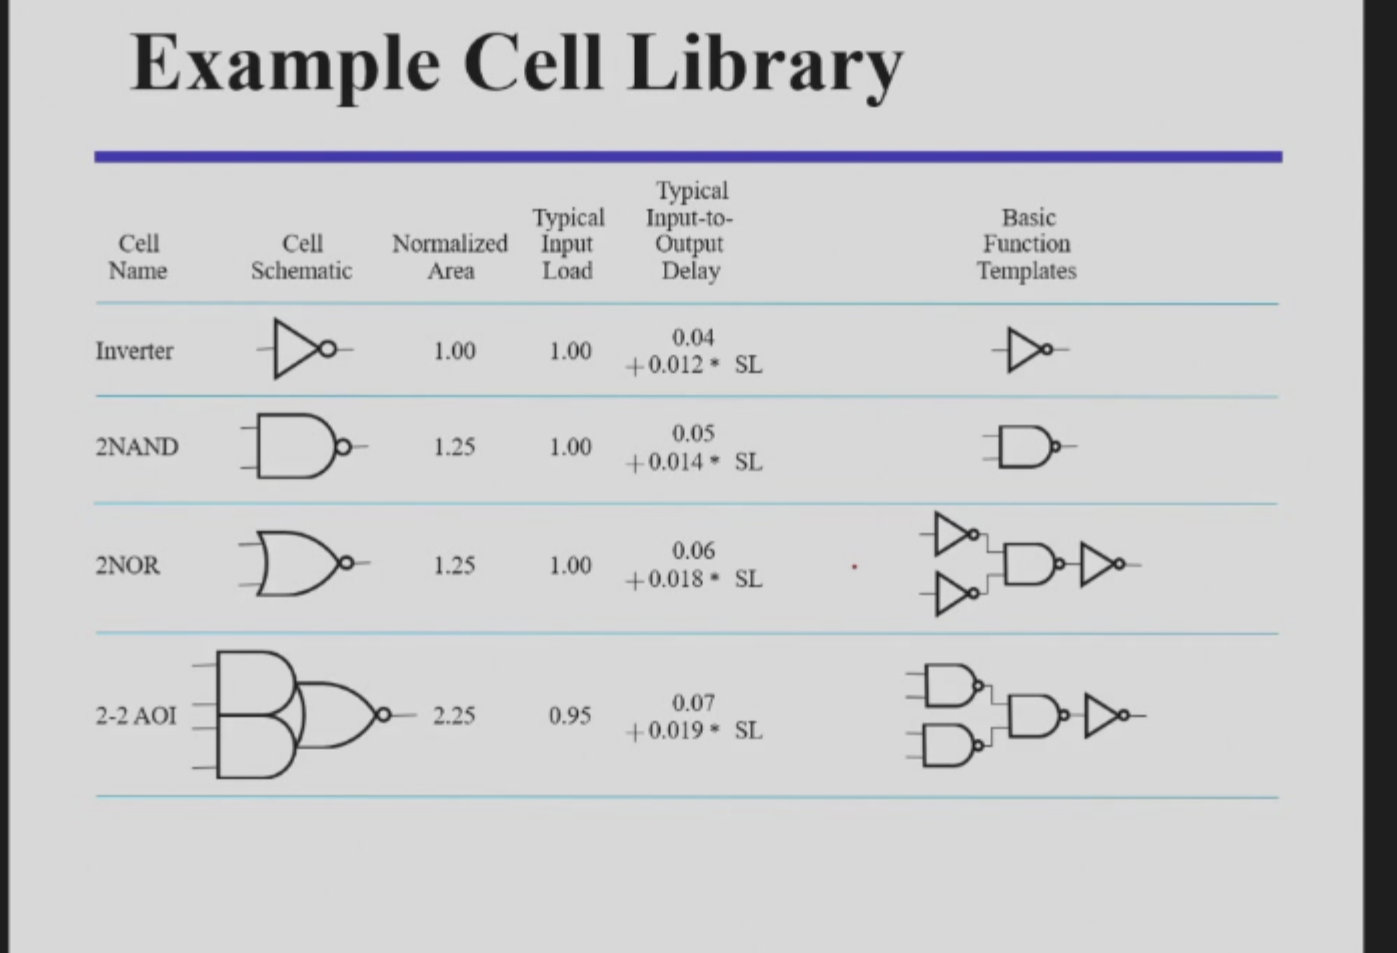 Example Cell Library
Cell Name
Cell Schematic
Normalized Area
Typical Input Load
Typical Input-to-Output Delay
Basic Function Templates
Inverter 1.00 1.00 0.04
+0.012 * SL
2NAND 1.25 1.00 0.05
+0.014 * SL
2NOR 1.25 1.00 0.06
+0.018 * SL
2-2 AOI 2.25 0.95 0.07
+0.019 * SL